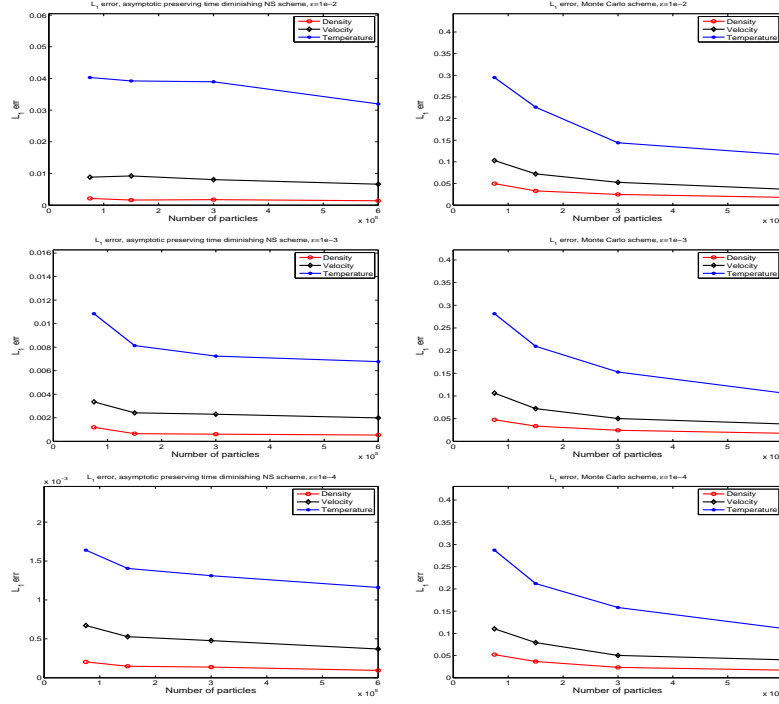 L1 error, asymptotic preserving time diminishing NS scheme, ε=1e−2
0.06
0.05
0.04
0.03
0.02
0.01
0
L1 err
Density
Velocity
Temperature
0 1 2 3 4 5 6
Number of particles
L1 error, Monte Carlo scheme, ε=1e−2
0.4
0.35
0.3
0.25
0.2
0.15
0.1
0.05
0
L1 err
Density
Velocity
Temperature
0 1 2 3 4 5
Number of particles
L1 error, asymptotic preserving time diminishing NS scheme, ε=1e−3
0.016
0.014
0.012
0.01
0.008
0.006
0.004
0.002
0
L1 err
Density
Velocity
Temperature
0 1 2 3 4 5 6
Number of particles
L1 error, Monte Carlo scheme, ε=1e−3
0.4
0.35
0.3
0.25
0.2
0.15
0.1
0.05
0
L1 err
Density
Velocity
Temperature
0 1 2 3 4 5
Number of particles
L1 error, asymptotic preserving time diminishing NS scheme, ε=1e−4
x 10−3
2
1.5
1
0.5
0
L1 err
Density
Velocity
Temperature
0 1 2 3 4 5 6
Number of particles
L1 error, Monte Carlo scheme, ε=1e−4
0.4
0.35
0.3
0.25
0.2
0.15
0.1
0.05
0
L1 err
Density
Velocity
Temperature
0 1 2 3 4 5
Number of particles